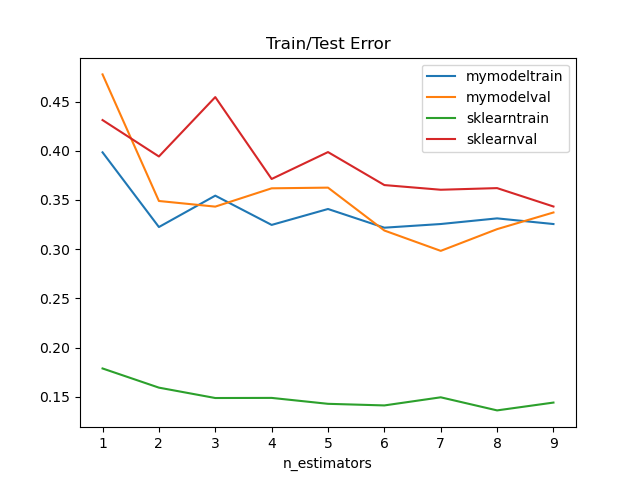 Train/Test Error
mymodeltrain
mymodelval
sklearntrain
sklearnval
0.45
0.40
0.35
0.30
0.25
0.20
0.15
1 2 3 4 5 6 7 8 9
n_estimators